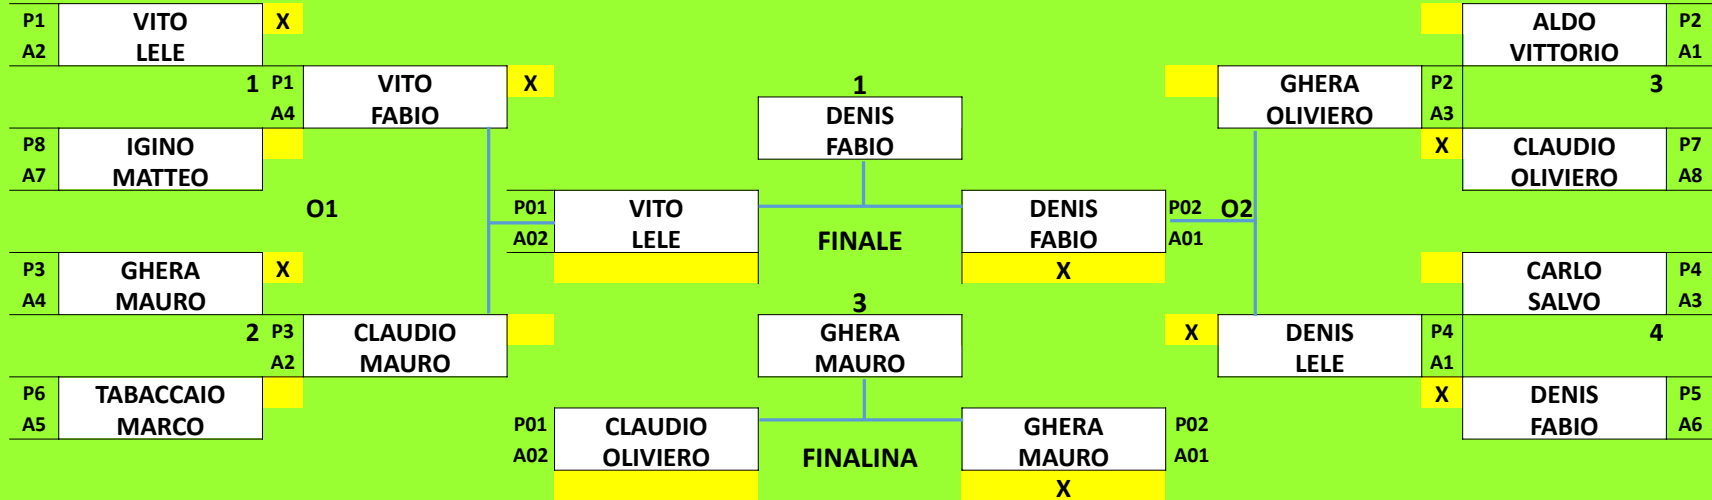 P1 VITO X ALDO P2
A2 LELE VITTORIO A1
1 P1 VITO X 1 GHERA P2 3
A4 FABIO DENIS OLIVIERO A3
P8 IGINO FABIO X CLAUDIO P7
A7 MATTEO OLIVIERO A8
O1 P01 VITO DENIS P02 O2
A02 LELE FINALE FABIO A01
P3 GHERA X X CARLO P4
A4 MAURO 3 SALVO A3
2 P3 CLAUDIO GHERA X DENIS P4 4
A2 MAURO MAURO LELE A1
P6 TABACCAIO X DENIS P5
A5 MARCO P01 CLAUDIO GHERA P02 FABIO A6
A02 OLIVIERO FINALINA MAURO A01
X